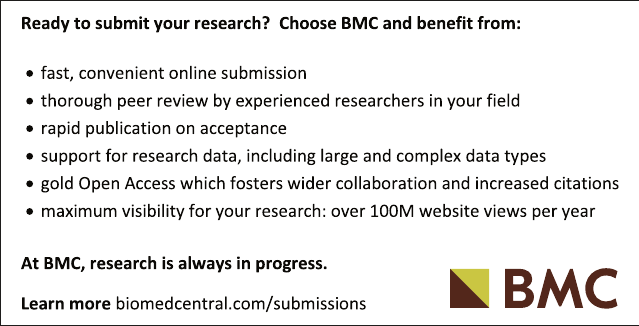 Ready to submit your research?  Choose BMC and benefit from:
• fast, convenient online submission
• thorough peer review by experienced researchers in your field
• rapid publication on acceptance
• support for research data, including large and complex data types
• gold Open Access which fosters wider collaboration and increased citations
• maximum visibility for your research: over 100M website views per year
At BMC, research is always in progress.
Learn more biomedcentral.com/submissions
BMC